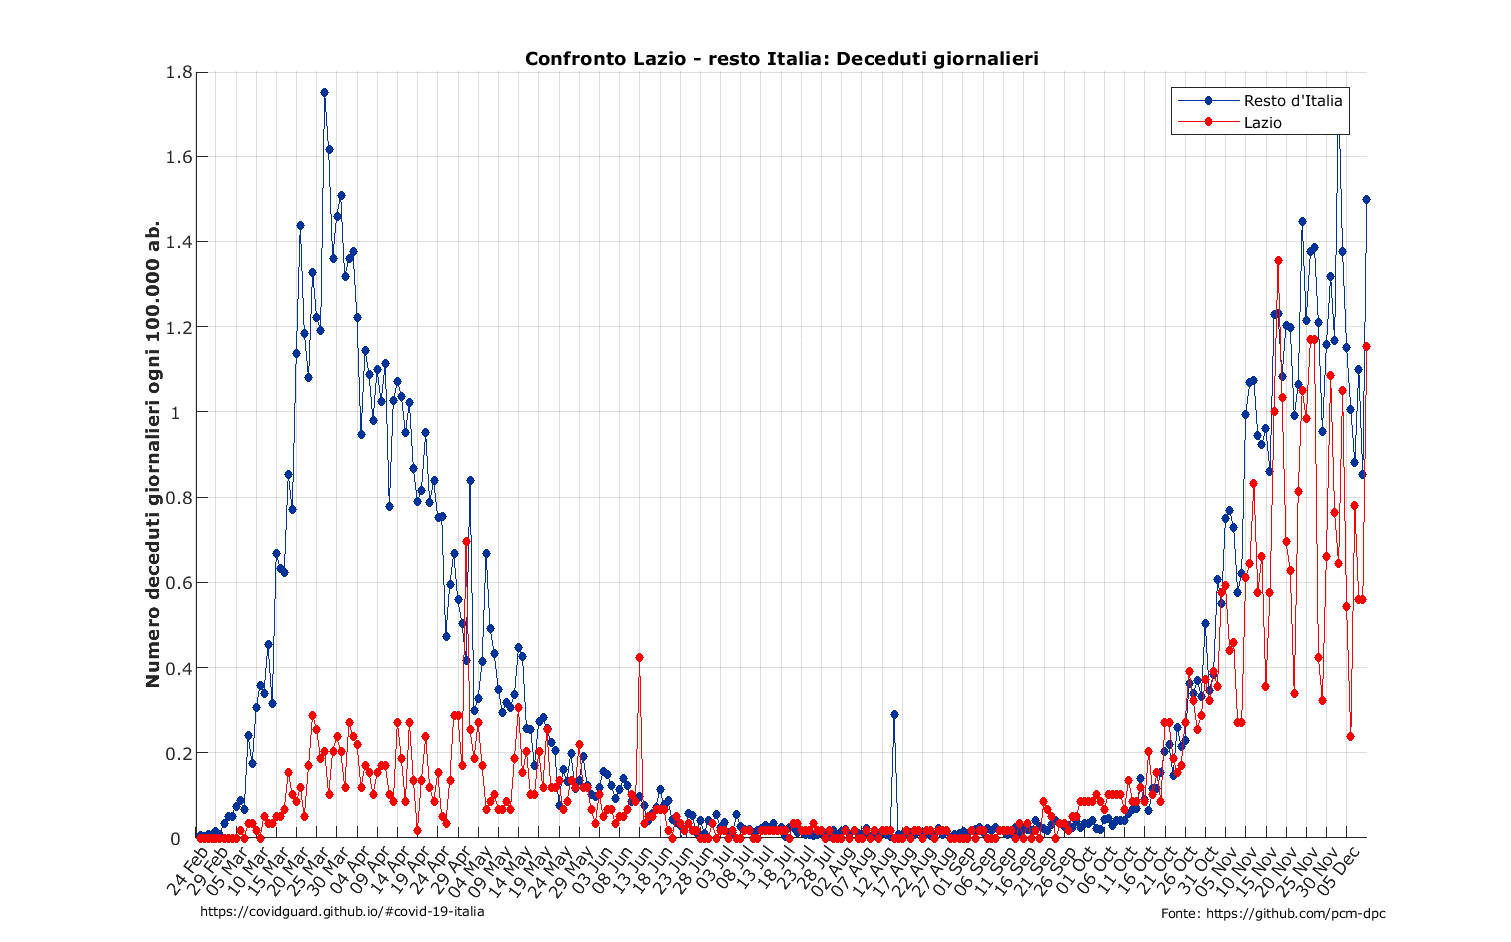 Confronto Lazio - resto Italia: Deceduti giornalieri
Numero deceduti giornalieri ogni 100.000 ab.
1.8
1.6
1.4
1.2
1
0.8
0.6
0.4
0.2
0
Resto d'Italia
Lazio
24 Feb
29 Feb
05 Mar
10 Mar
15 Mar
20 Mar
25 Mar
30 Mar
04 Apr
09 Apr
14 Apr
19 Apr
24 Apr
29 Apr
04 May
09 May
14 May
19 May
24 May
29 May
03 Jun
08 Jun
13 Jun
18 Jun
23 Jun
28 Jun
03 Jul
08 Jul
13 Jul
18 Jul
23 Jul
28 Jul
02 Aug
07 Aug
12 Aug
17 Aug
22 Aug
27 Aug
01 Sep
06 Sep
11 Sep
16 Sep
21 Sep
26 Sep
01 Oct
06 Oct
11 Oct
16 Oct
21 Oct
26 Oct
31 Oct
05 Nov
10 Nov
15 Nov
20 Nov
25 Nov
30 Nov
05 Dec
https://covidguard.github.io/#covid-19-italia
Fonte: https://github.com/pcm-dpc